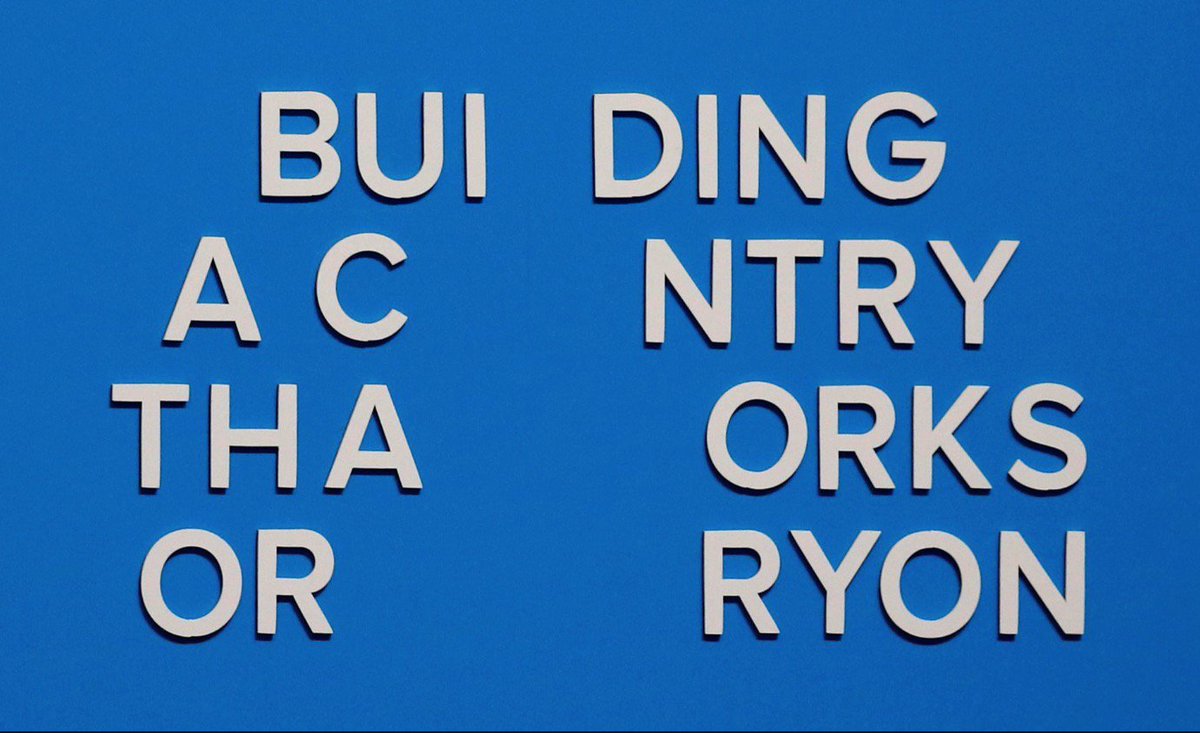 BUI DING
A C NTRY
THA ORKS
OR RYON